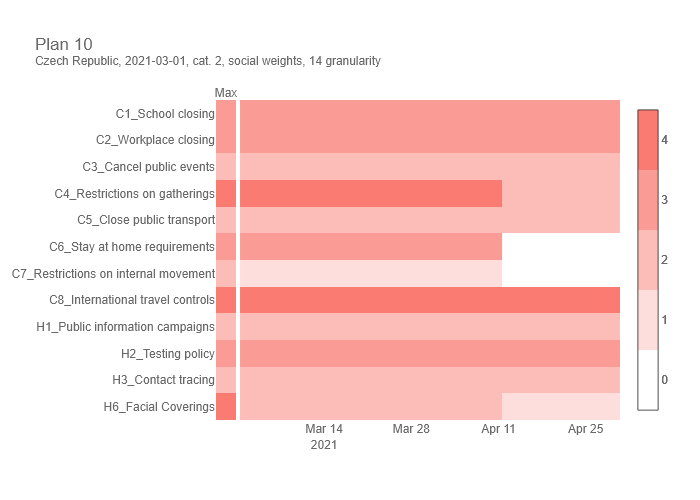 Plan 10
Czech Republic, 2021-03-01, cat. 2, social weights, 14 granularity
Max
C1_School closing
C2_Workplace closing
C3_Cancel public events
C4_Restrictions on gatherings
C5_Close public transport
C6_Stay at home requirements
C7_Restrictions on internal movement
C8_International travel controls
H1_Public information campaigns
H2_Testing policy
H3_Contact tracing
H6_Facial Coverings
Mar 14 Mar 28 Apr 11 Apr 25
2021
4
3
2
1
0